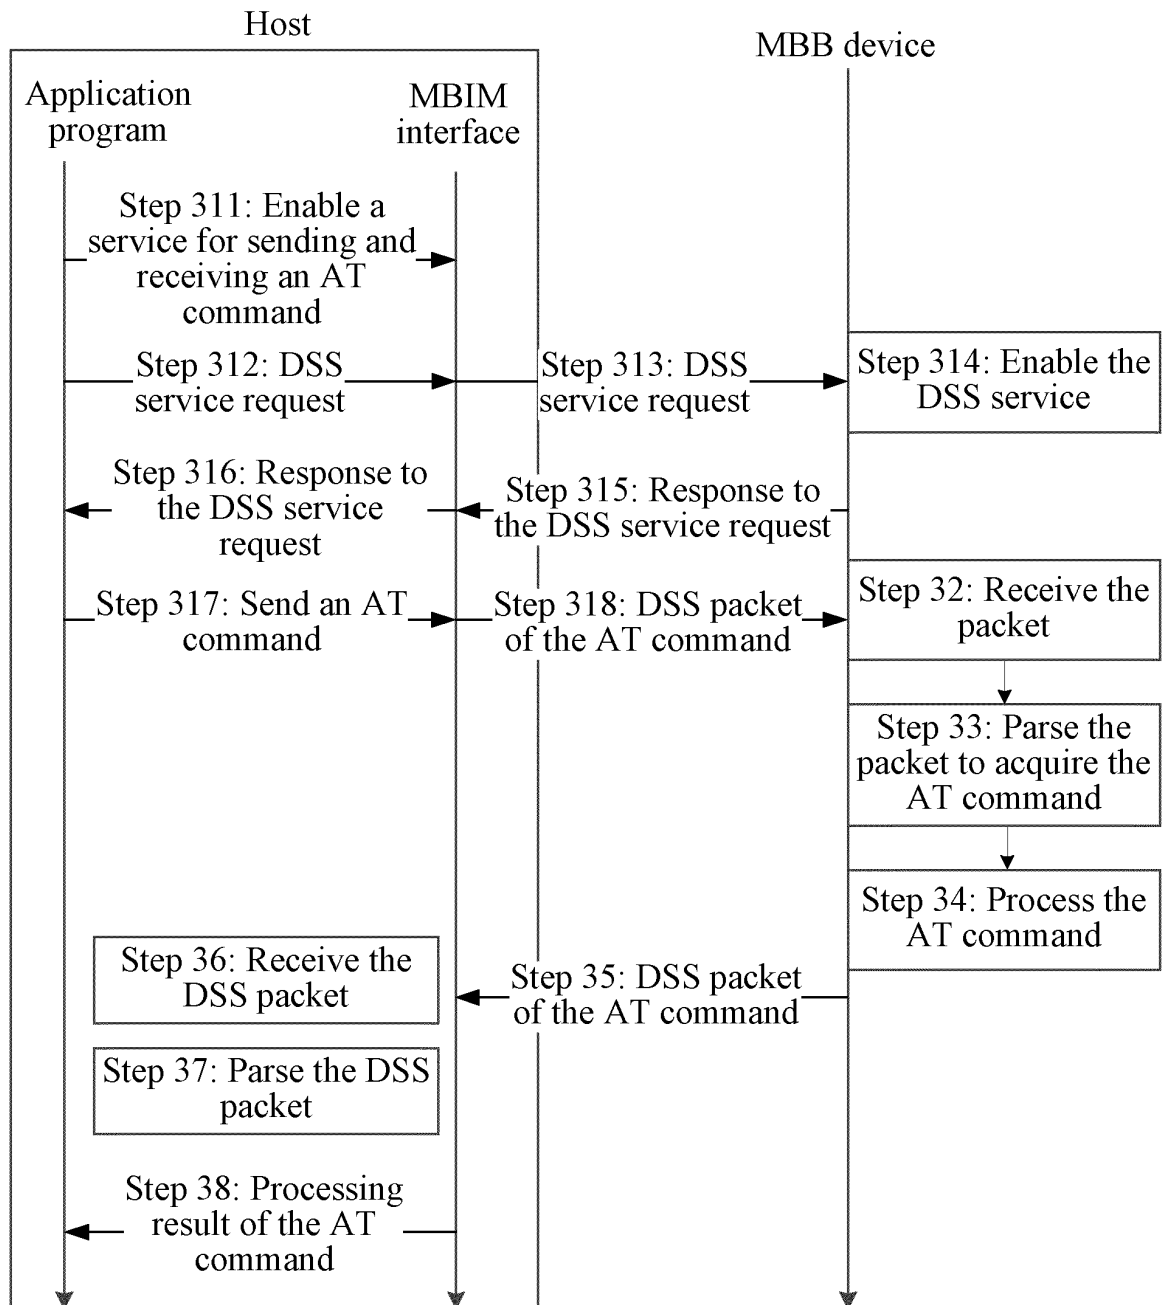 Host
MBB device
Application
program
MBIM
interface
Step 311: Enable a
service for sending and
receiving an AT
command
Step 312: DSS
service request
Step 313: DSS
service request
Step 314: Enable the
DSS service
Step 316: Response to
the DSS service
request
Step 315: Response to
the DSS service request
Step 317: Send an AT
command
Step 318: DSS packet
of the AT command
Step 32: Receive the
packet
Step 33: Parse the
packet to acquire the
AT command
Step 34: Process the
AT command
Step 36: Receive the
DSS packet
Step 35: DSS packet
of the AT command
Step 37: Parse the DSS
packet
Step 38: Processing
result of the AT
command